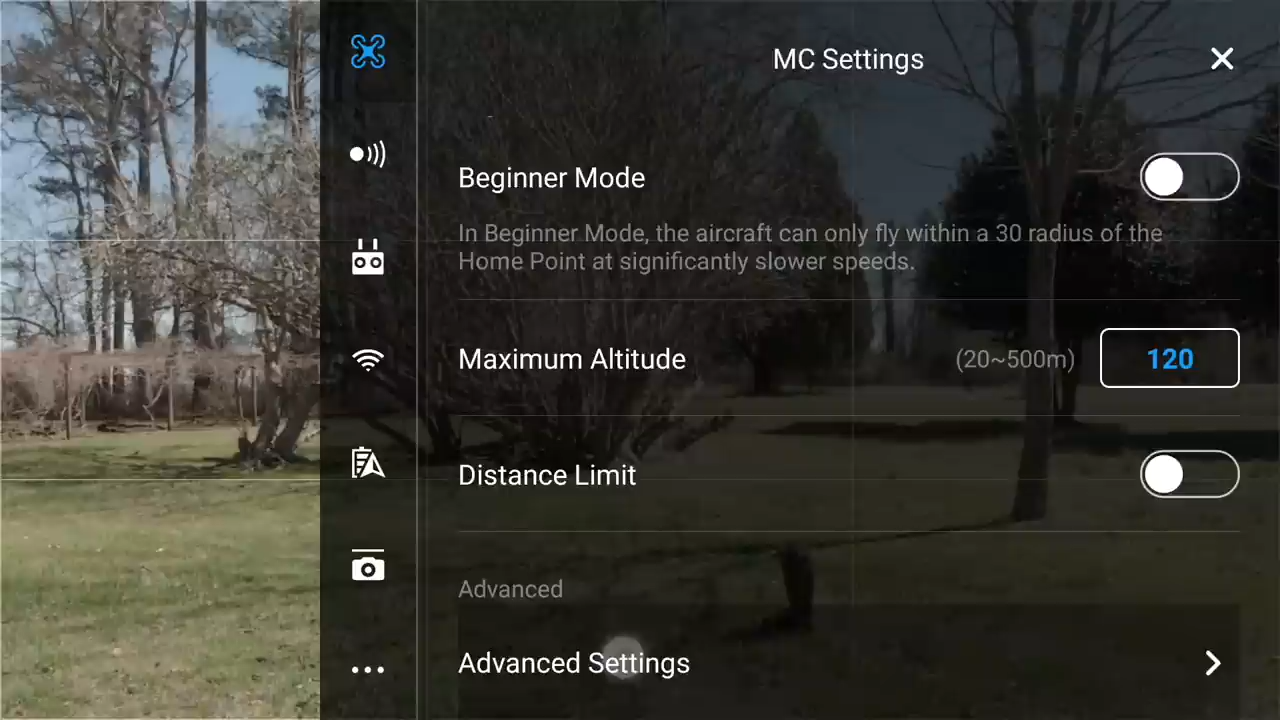 MC Settings
Beginner Mode
In Beginner Mode, the aircraft can only fly within a 30 radius of the
Home Point at significantly slower speeds.
Maximum Altitude (20~500m) 120
Distance Limit
Advanced
Advanced Settings